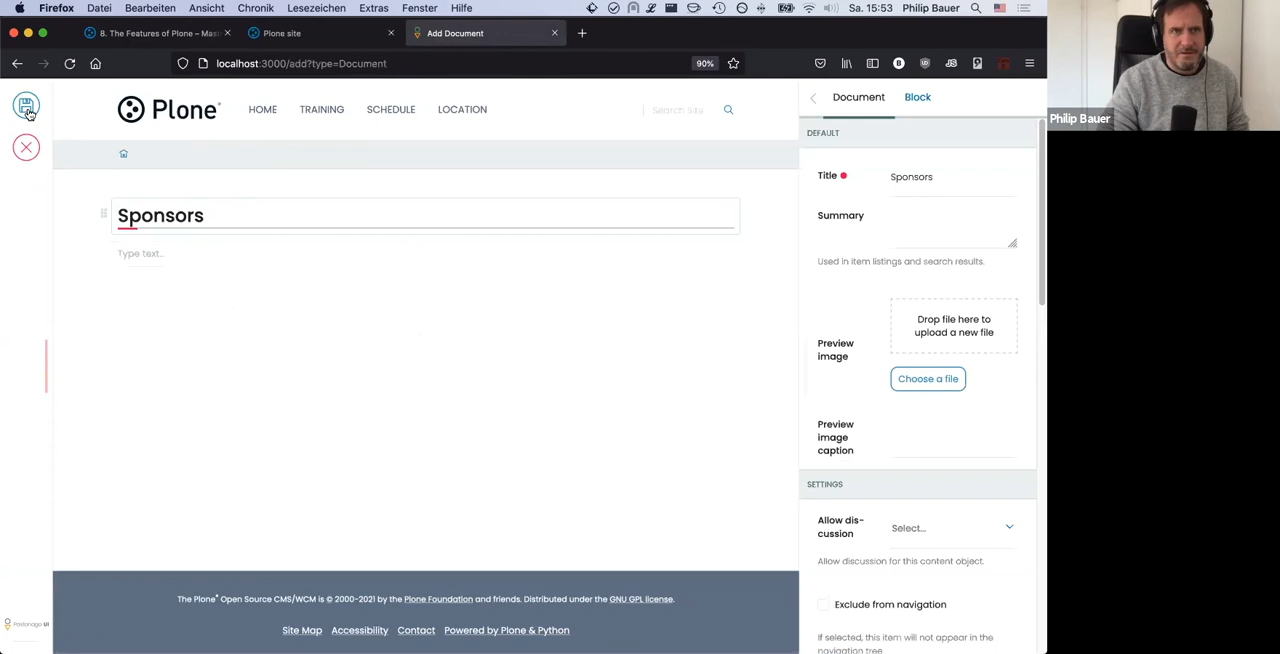 Firefox Datei Bearbeiten Ansicht Chronik Lesezeichen Extras Fenster Hilfe Sa. 15:53 Philip Bauer
8. The Features of Plone – Mas
Plone site
Add Document
localhost:3000/add?type=Document 90%
Plone
HOME TRAINING SCHEDULE LOCATION
Search Site
Document Block
DEFAULT
Title
Sponsors
Summary
Used in item listings and search results.
Sponsors
Type text…
Preview image
Drop file here to upload a new file
Choose a file
Preview image caption
SETTINGS
Allow dis-
cussion
Select…
Allow discussion for this content object.
Exclude from navigation
If selected, this item will not appear in the
navigation tree
The Plone® Open Source CMS/WCM is © 2000-2021 by the Plone Foundation and friends. Distributed under the GNU GPL license.
Site Map Accessibility Contact Powered by Plone & Python
Pastanaga UI
Philip Bauer